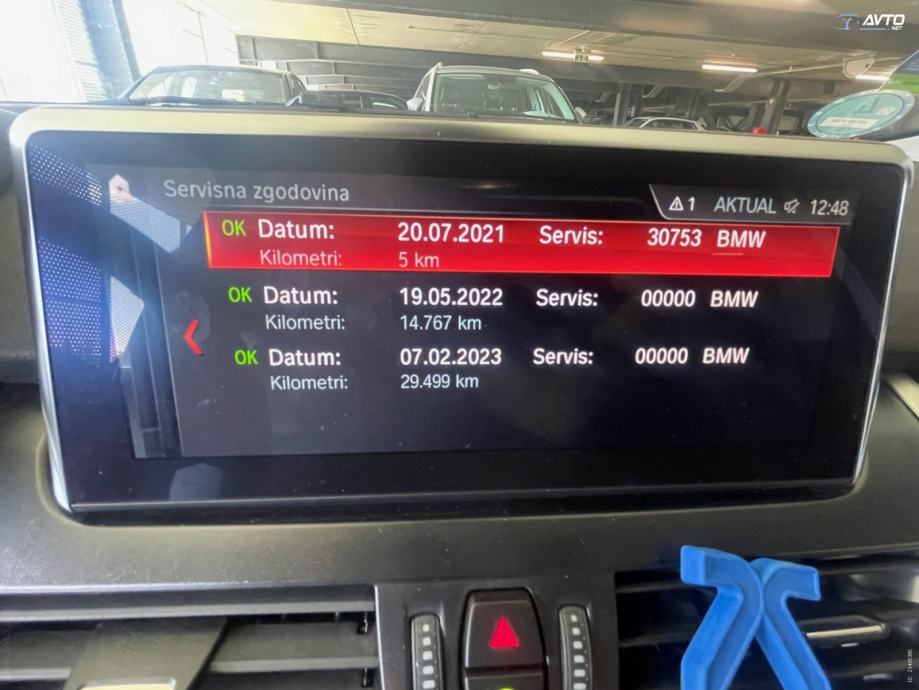 AVTO
.NET
Servisna zgodovina
1 AKTUAL 12:48
OK Datum: 20.07.2021 Servis: 30753 BMW
Kilometri: 5 km
OK Datum: 19.05.2022 Servis: 00000 BMW
Kilometri: 14.767 km
OK Datum: 07.02.2023 Servis: 00000 BMW
Kilometri: 29.499 km